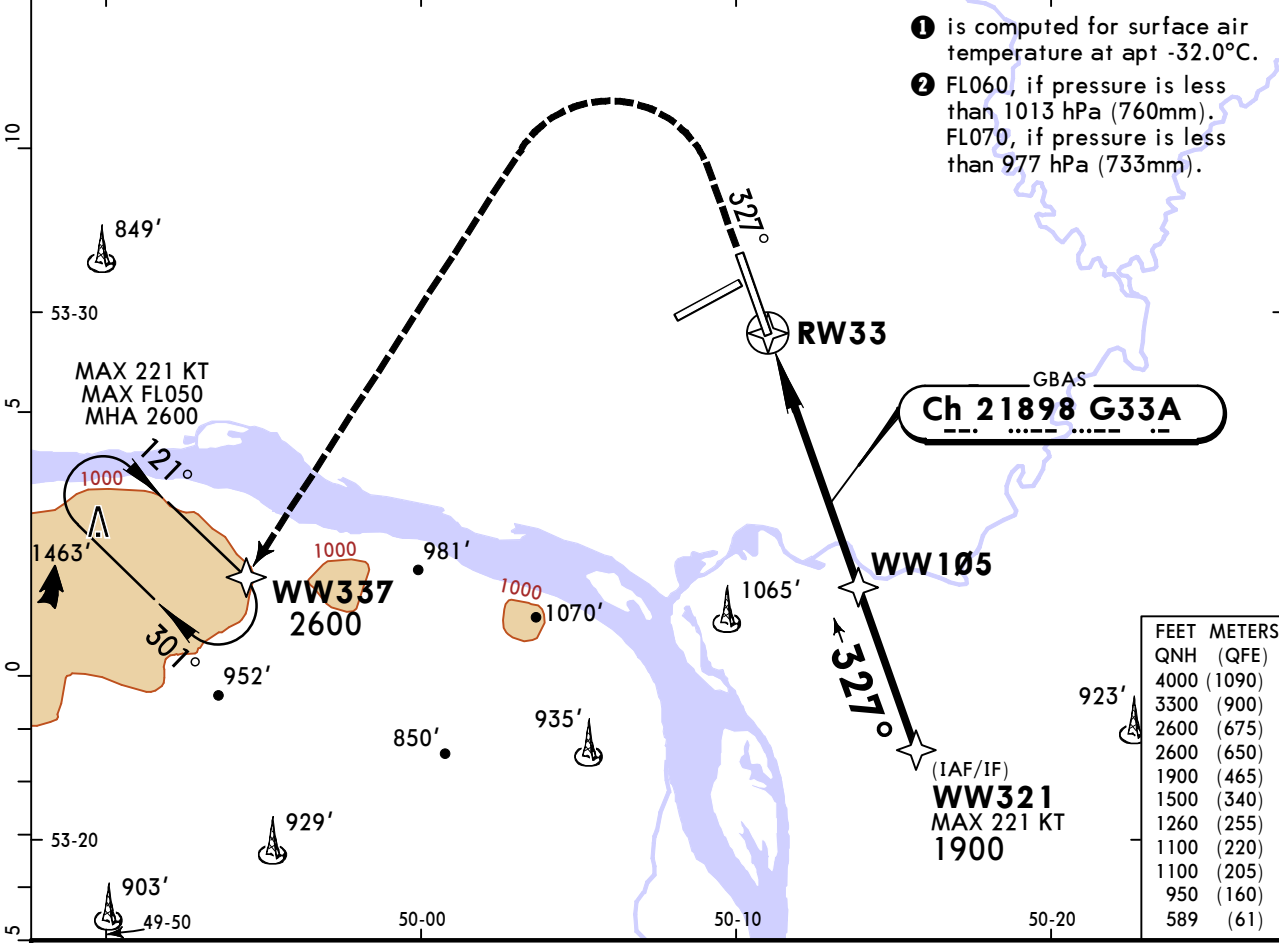 ❶ is computed for surface air
temperature at apt -32.0°C.
❷ FL060, if pressure is less
than 1013 hPa (760mm).
FL070, if pressure is less
than 977 hPa (733mm).
10
327°
849'
53-30
RW33
MAX 221 KT
MAX FL050
MHA 2600
GBAS
Ch 21898 G33A
5
121°
1000
1463'
1000
981'
WW337
2600
1000
1070'
1065'
WW1Ø5
301°
327°
0
952'
850'
935'
923'
(IAF/IF)
WW321
MAX 221 KT
1900
FEET METERS
QNH (QFE)
4000 (1090)
3300 (900)
2600 (675)
2600 (650)
1900 (465)
1500 (340)
1260 (255)
1100 (220)
1100 (205)
950 (160)
589 (61)
53-20
929'
903'
5
49-50
50-00
50-10
50-20